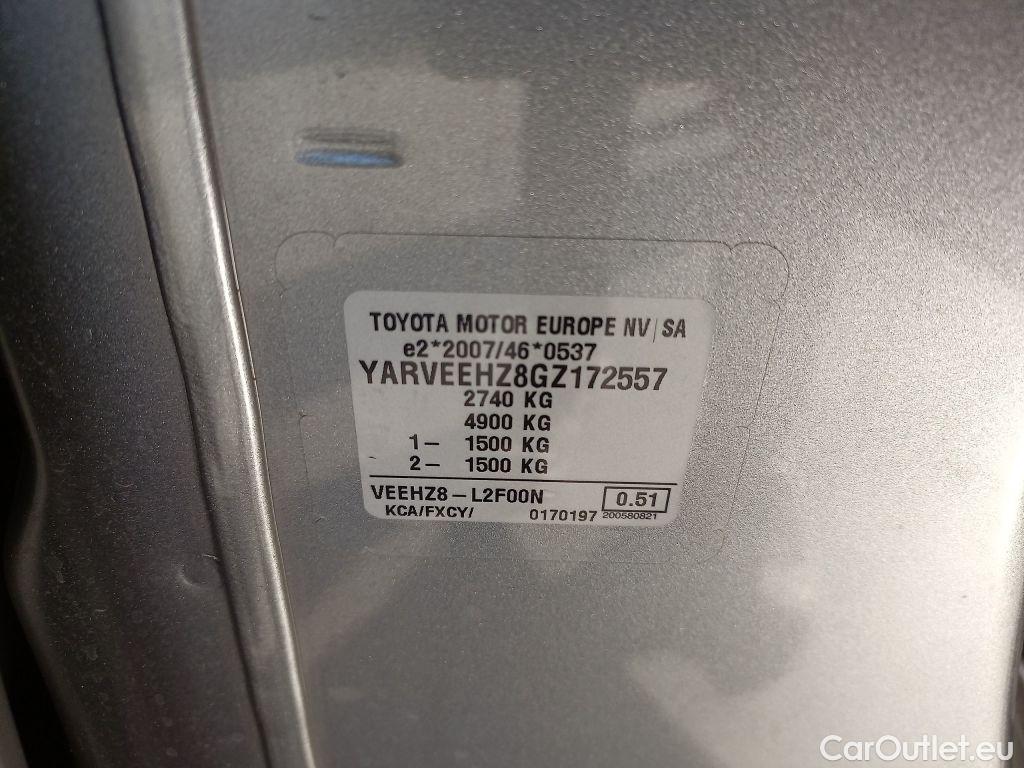 TOYOTA MOTOR EUROPE NV/SA
e2*2007/46*0537
YARVEEHZ8GZ172557
2740 KG
4900 KG
1- 1500 KG
2- 1500 KG
VEEHZ8-L2F00N 0.51
KCA/FXCY/ 0170197 200580821
CarOutlet.eu